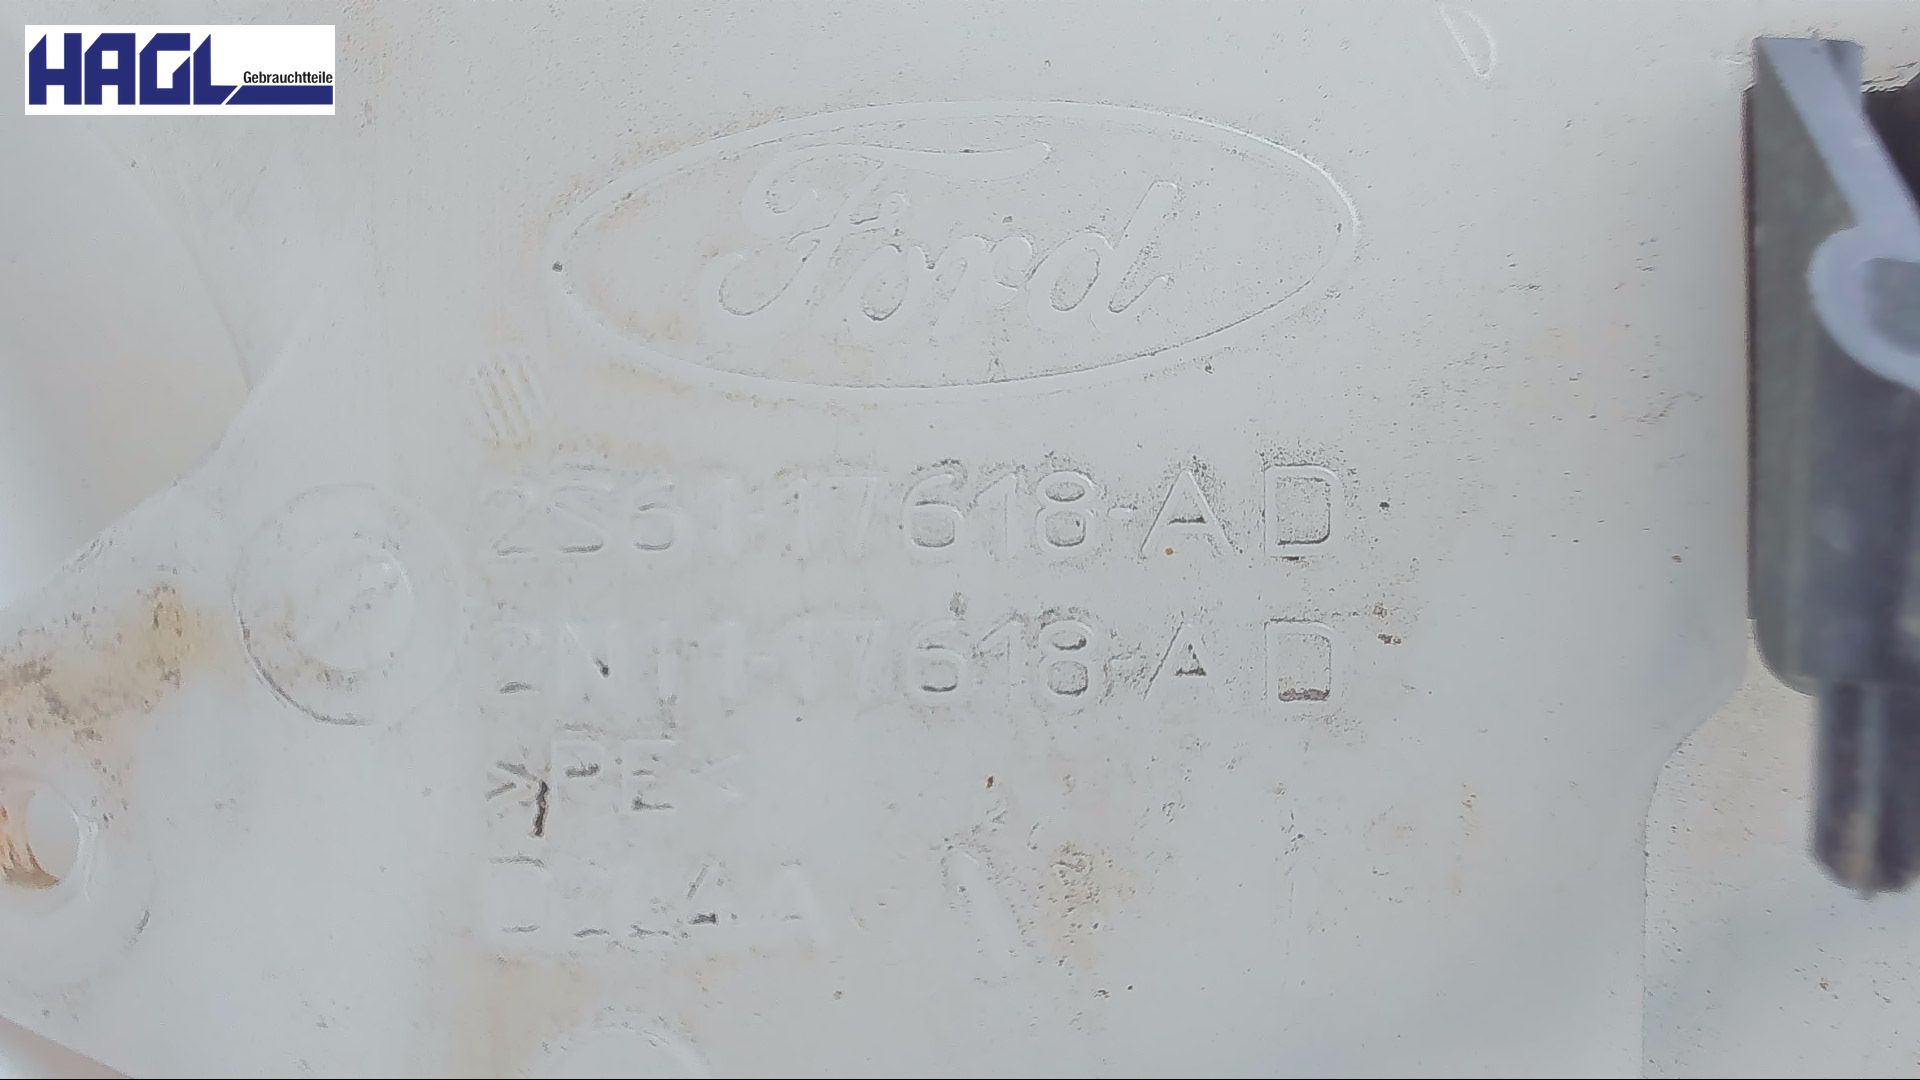 HAGL
Gebrauchtteile
Ford
2S61-17618-AD
2N11-17618-AD
>PE<